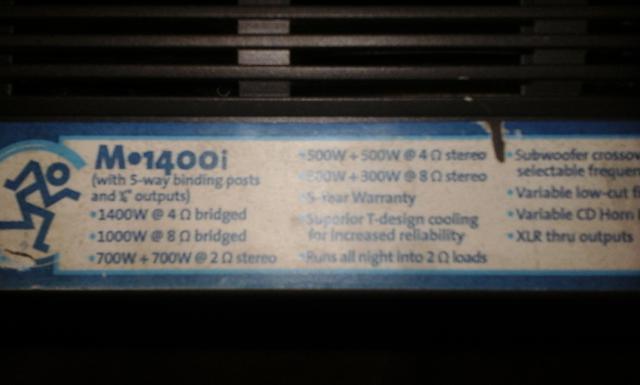 M•1400i
(with 5-way binding posts
and ¼" outputs)
•1400W @ 4 Ω bridged
•1000W @ 8 Ω bridged
•700W + 700W @ 2 Ω stereo
•500W + 500W @ 4 Ω stereo
•300W + 300W @ 8 Ω stereo
•5-Year Warranty
•Superior T-design cooling
for increased reliability
•Runs all night into 2 Ω loads
•Subwoofer crosso
selectable frequen
•Variable low-cut f
•Variable CD Horn
•XLR thru outputs